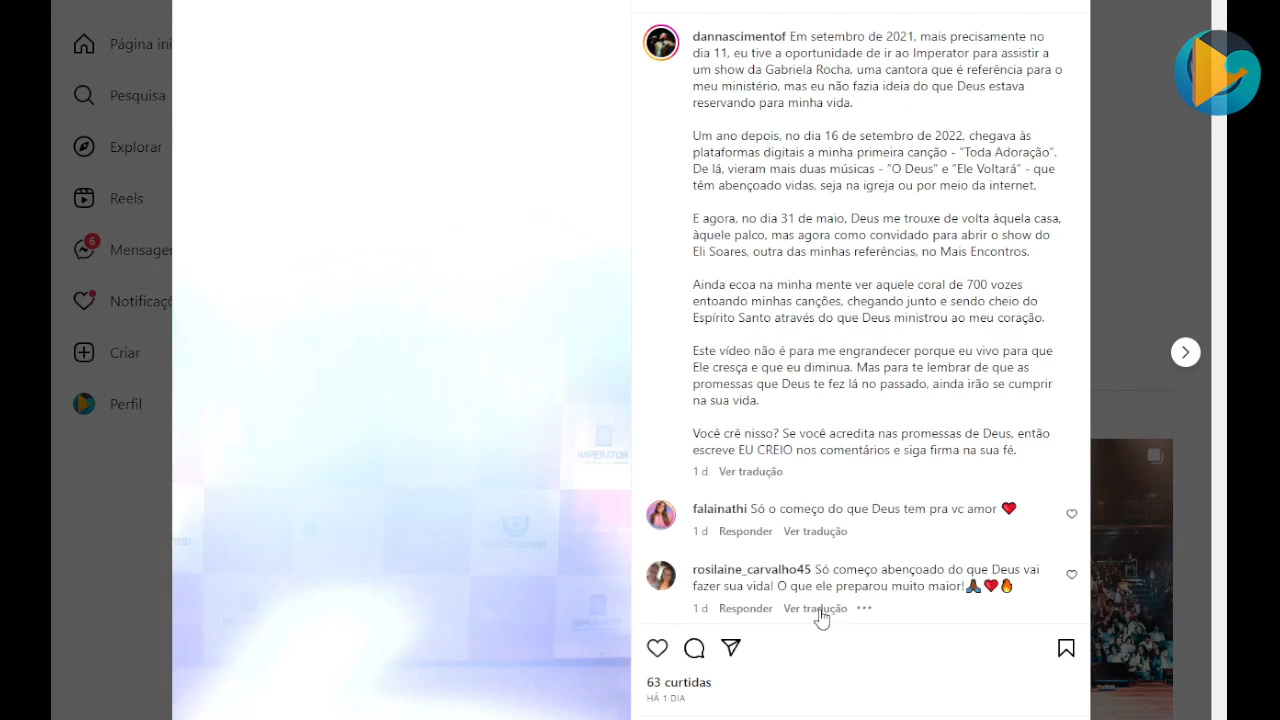 Página ini
Pesquisa
Explorar
Reels
6
Mensager
Notificaçõ
Criar
Perfil
IMPERATOR
dannascimentof Em setembro de 2021, mais precisamente no
dia 11, eu tive a oportunidade de ir ao Imperator para assistir a
um show da Gabriela Rocha, uma cantora que é referência para o
meu ministério, mas eu não fazia ideia do que Deus estava
reservando para minha vida.
Um ano depois, no dia 16 de setembro de 2022, chegava às
plataformas digitais a minha primeira canção - “Toda Adoração”.
De lá, vieram mais duas músicas - “O Deus” e “Ele Voltará” - que
têm abençoado vidas, seja na igreja ou por meio da internet.
E agora, no dia 31 de maio, Deus me trouxe de volta àquela casa,
àquele palco, mas agora como convidado para abrir o show do
Eli Soares, outra das minhas referências, no Mais Encontros.
Ainda ecoa na minha mente ver aquele coral de 700 vozes
entoando minhas canções, chegando junto e sendo cheio do
Espírito Santo através do que Deus ministrou ao meu coração.
Este vídeo não é para me engrandecer porque eu vivo para que
Ele cresça e que eu diminua. Mas para te lembrar de que as
promessas que Deus te fez lá no passado, ainda irão se cumprir
na sua vida.
Você crê nisso? Se você acredita nas promessas de Deus, então
escreve EU CREIO nos comentários e siga firma na sua fé.
1 d Ver tradução
falainathi Só o começo do que Deus tem pra vc amor ❤️
1 d Responder Ver tradução
rosilaine_carvalho45 Só começo abençoado do que Deus vai
fazer sua vida! O que ele preparou muito maior!🙏🏾❤️🔥
1 d Responder Ver tradução •••
63 curtidas
HÁ 1 DIA